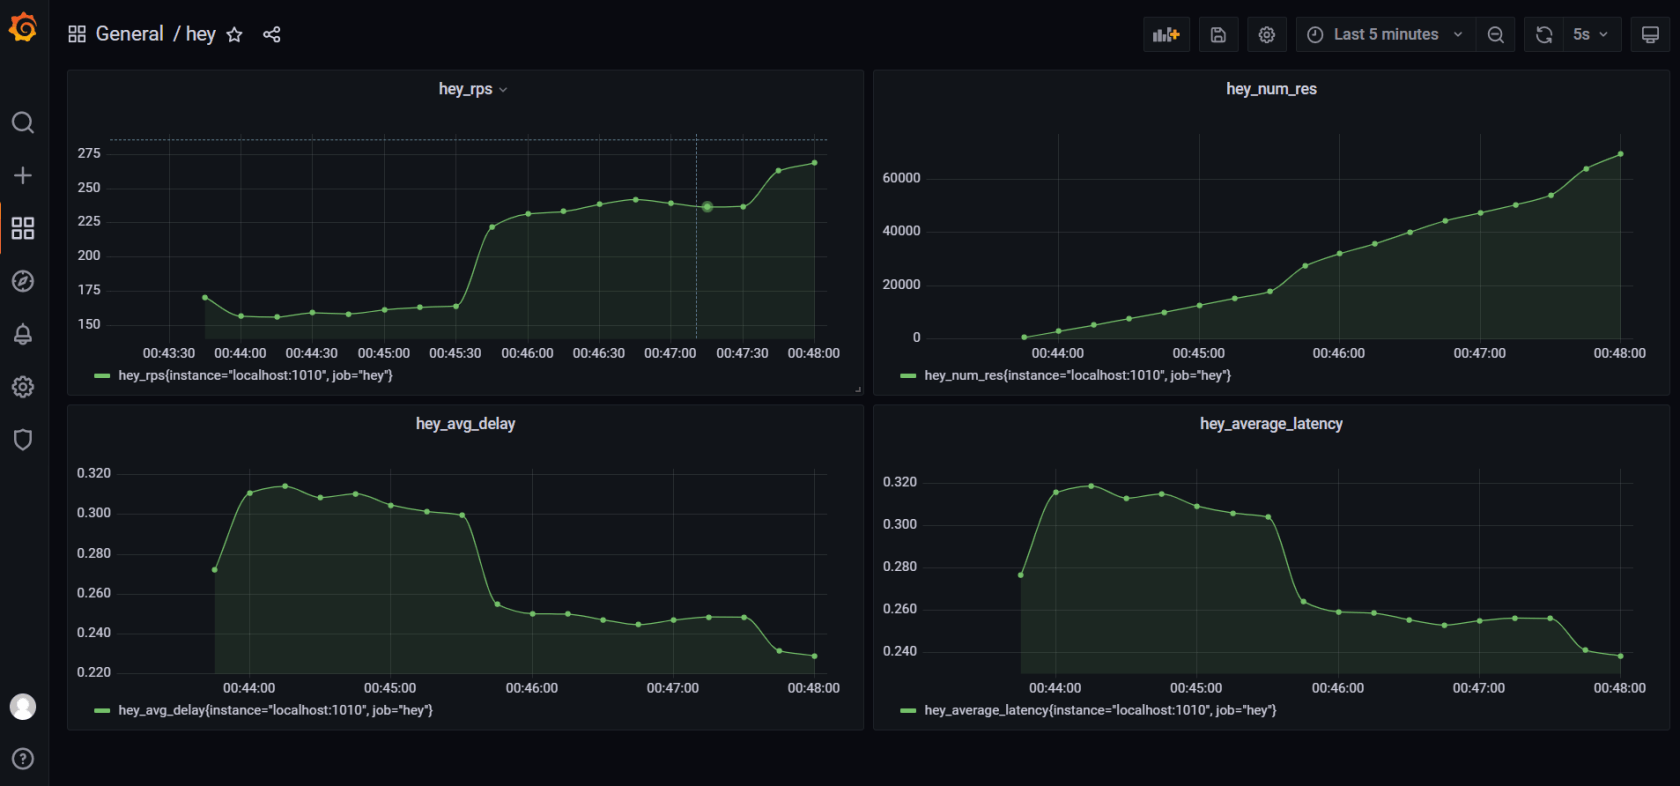 General / hey
Last 5 minutes
5s
hey_rps
275
250
225
200
175
150
00:43:30 00:44:00 00:44:30 00:45:00 00:45:30 00:46:00 00:46:30 00:47:00 00:47:30 00:48:00
hey_rps{instance="localhost:1010", job="hey"}
hey_num_res
60000
40000
20000
0
00:44:00 00:45:00 00:46:00 00:47:00 00:48:00
hey_num_res{instance="localhost:1010", job="hey"}
hey_avg_delay
0.320
0.300
0.280
0.260
0.240
0.220
00:44:00 00:45:00 00:46:00 00:47:00 00:48:00
hey_avg_delay{instance="localhost:1010", job="hey"}
hey_average_latency
0.320
0.300
0.280
0.260
0.240
00:44:00 00:45:00 00:46:00 00:47:00 00:48:00
hey_average_latency{instance="localhost:1010", job="hey"}